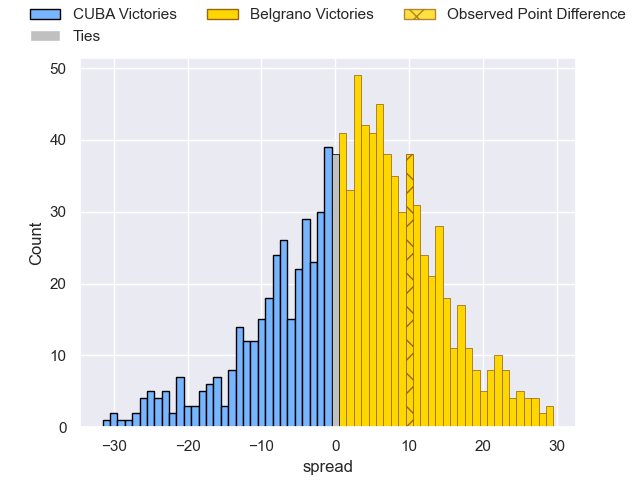 CUBA Victories Belgrano Victories Observed Point Difference
Ties
50
40
30
20
10
0
Count
−30 −20 −10 0 10 20 30
spread